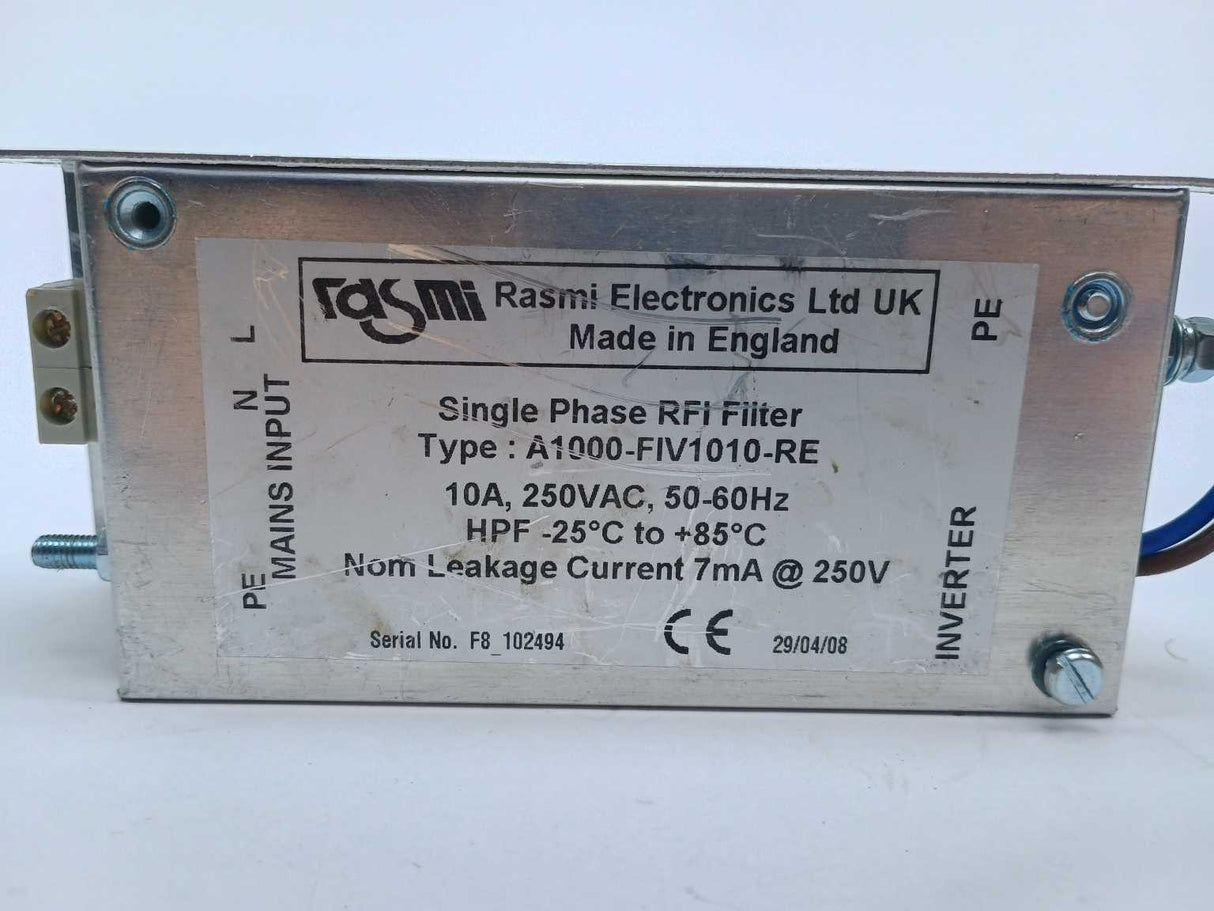 rasmi Rasmi Electronics Ltd UK
Made in England
Single Phase RFI Filter
Type : A1000-FIV1010-RE
10A, 250VAC, 50-60Hz
HPF -25°C to +85°C
Nom Leakage Current 7mA @ 250V
Serial No. F8_102494 CE 29/04/08
PE N L
MAINS INPUT
INVERTER PE